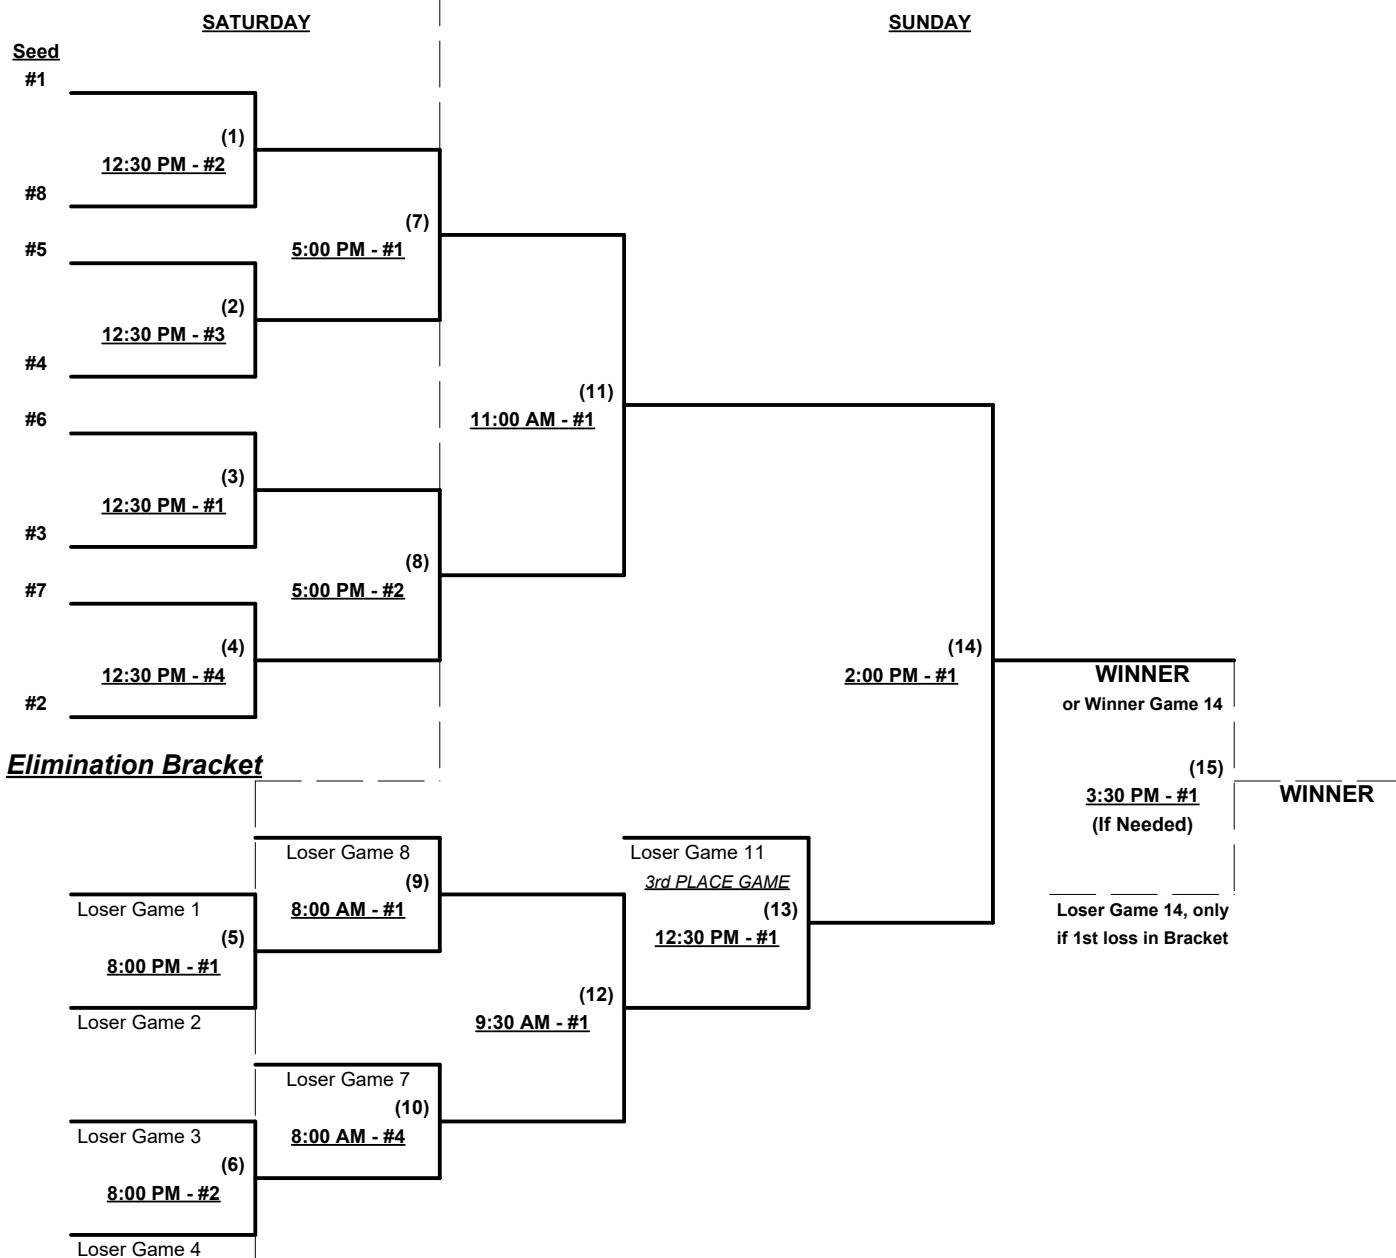 SATURDAY
SUNDAY
Seed
#1
(1)
12:30 PM - #2
#8
(7)
5:00 PM - #1
#5
(2)
12:30 PM - #3
#4
(11)
11:00 AM - #1
#6
(3)
12:30 PM - #1
#3
(8)
5:00 PM - #2
#7
(4)
12:30 PM - #4
#2
(14)
2:00 PM - #1
WINNER
or Winner Game 14
Elimination Bracket
(15)
3:30 PM - #1
(If Needed)
WINNER
Loser Game 8
(9)
8:00 AM - #1
Loser Game 11
3rd PLACE GAME
(13)
12:30 PM - #1
Loser Game 14, only
if 1st loss in Bracket
Loser Game 1
(5)
8:00 PM - #1
Loser Game 2
(12)
9:30 AM - #1
Loser Game 7
(10)
8:00 AM - #4
Loser Game 3
(6)
8:00 PM - #2
Loser Game 4